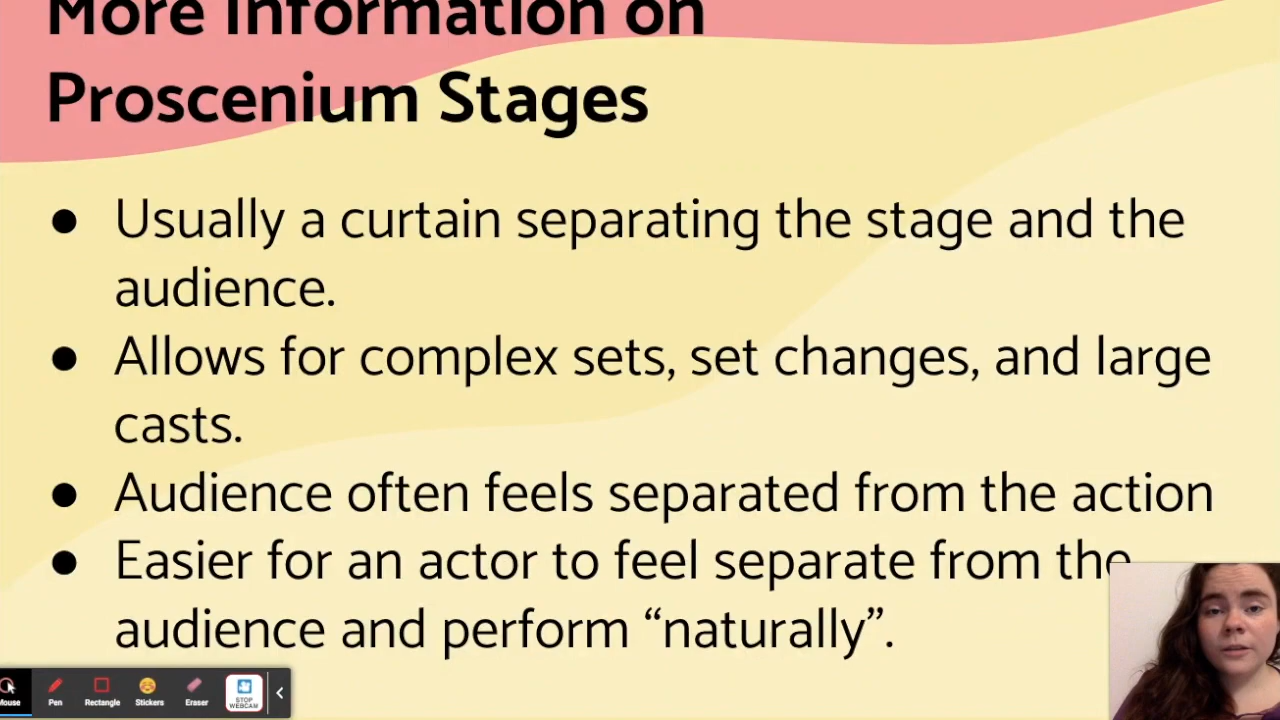 More Information on
Proscenium Stages
● Usually a curtain separating the stage and the
audience.
● Allows for complex sets, set changes, and large
casts.
● Audience often feels separated from the action
● Easier for an actor to feel separate from the
audience and perform “naturally”.
Mouse Pen Rectangle Stickers Eraser STOP
WEBCAM